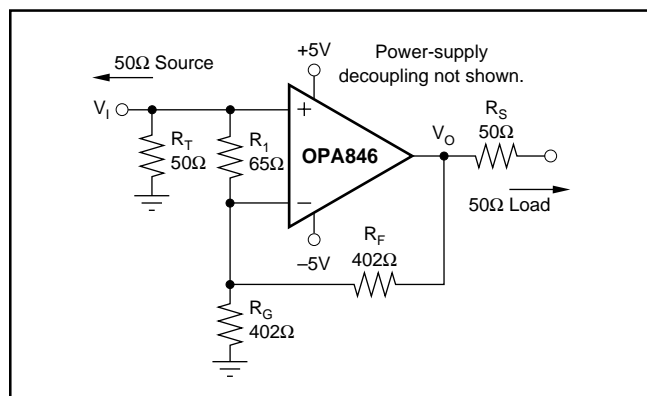 +5V
Power-supply
decoupling not shown.
50Ω Source
V_I
R_T
50Ω
R_1
65Ω
OPA846
V_O
R_S
50Ω
50Ω Load
–5V
R_F
402Ω
R_G
402Ω